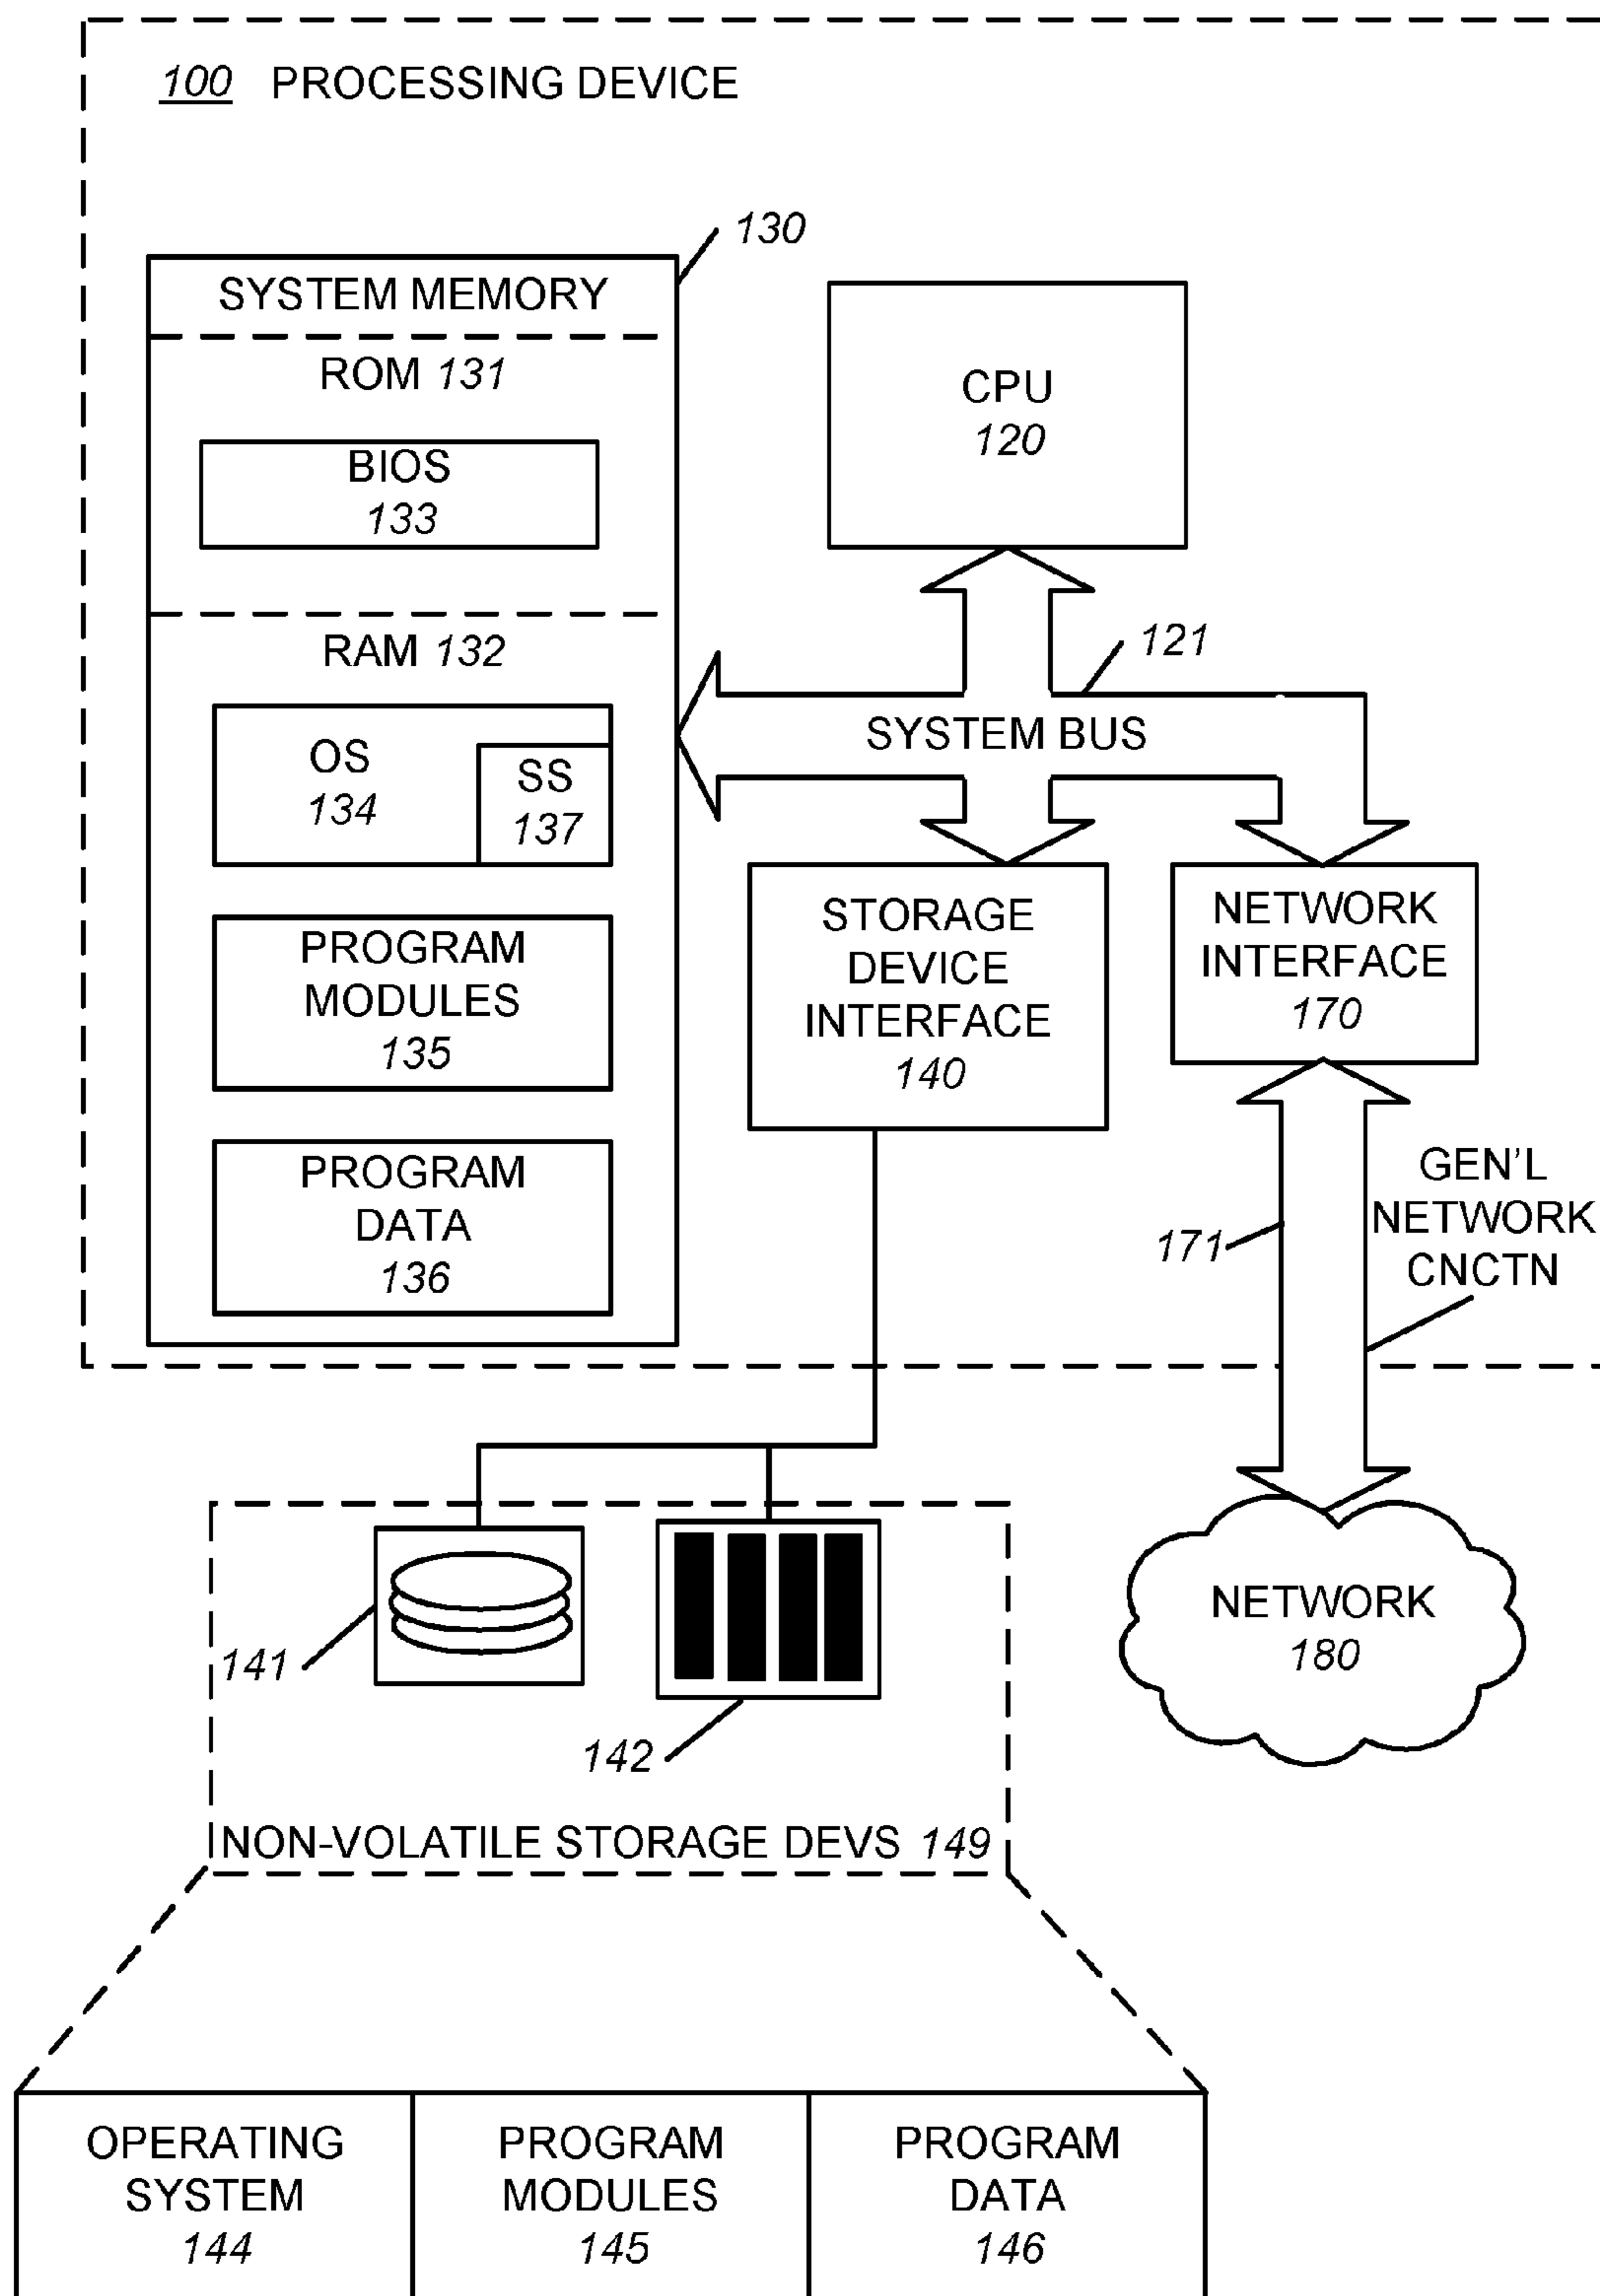 100 PROCESSING DEVICE
130
SYSTEM MEMORY
ROM 131
BIOS
133
RAM 132
OS
134
SS
137
PROGRAM
MODULES
135
PROGRAM
DATA
136
CPU
120
121
SYSTEM BUS
STORAGE
DEVICE
INTERFACE
140
NETWORK
INTERFACE
170
171
GEN'L
NETWORK
CNCTN
141
142
NON-VOLATILE STORAGE DEVS 149
NETWORK
180
OPERATING
SYSTEM
144
PROGRAM
MODULES
145
PROGRAM
DATA
146